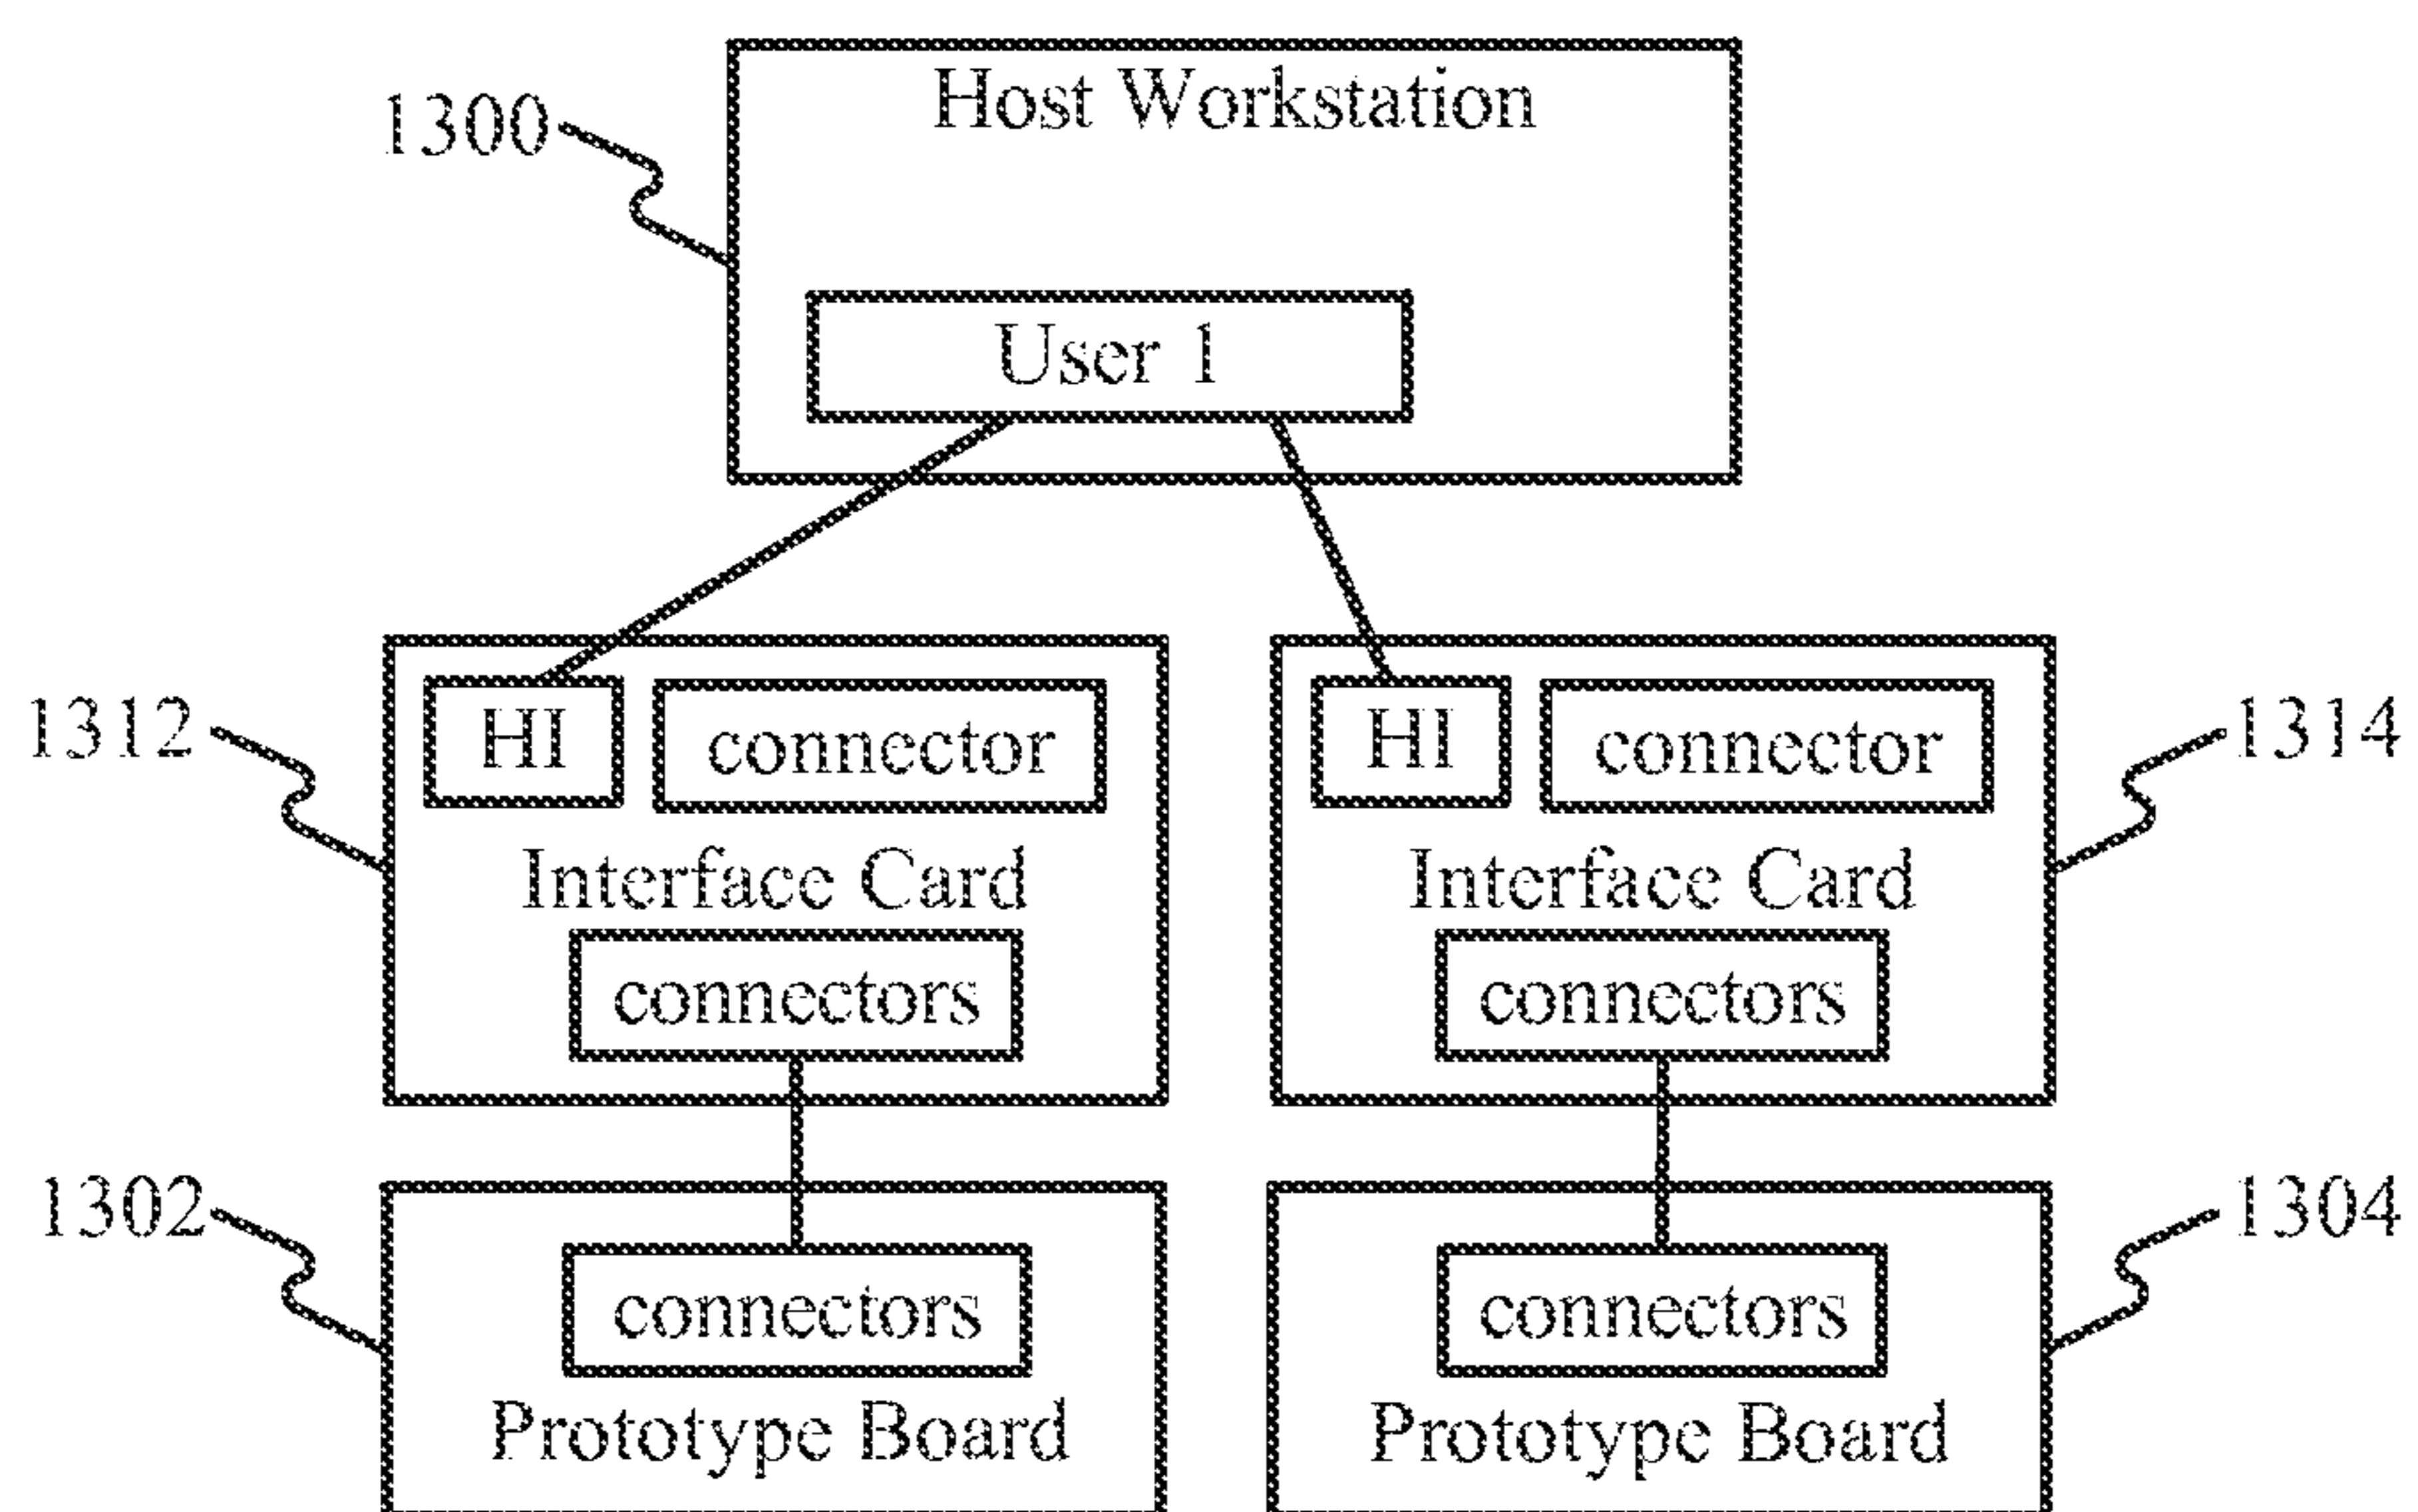 Host Workstation
1300
User 1
HI connector HI connector
1312 1314
Interface Card Interface Card
connectors connectors
1302 1304
connectors connectors
Prototype Board Prototype Board